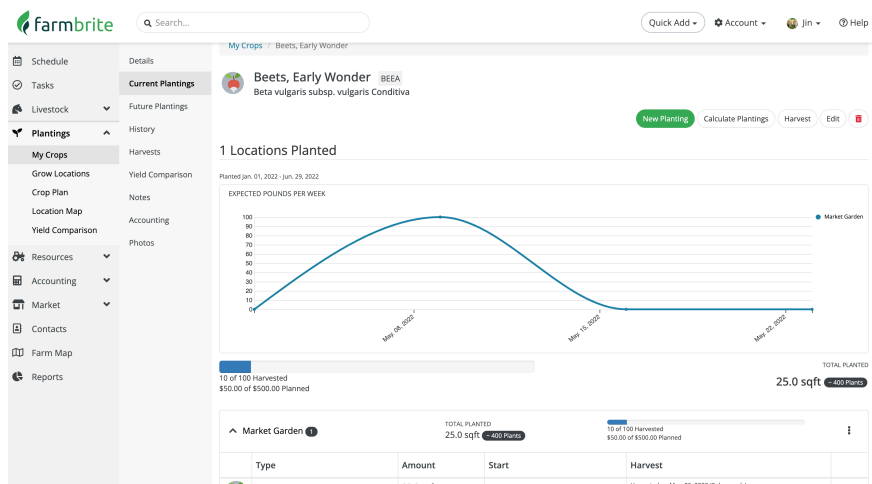 farmbrite
Search...
Quick Add
Account
Jin
Help
Schedule
Tasks
Livestock
Plantings
My Crops
Grow Locations
Crop Plan
Location Map
Yield Comparison
Resources
Accounting
Market
Contacts
Farm Map
Reports
Details
Current Plantings
Future Plantings
History
Harvests
Yield Comparison
Notes
Accounting
Photos
My Crops / Beets, Early Wonder
Beets, Early Wonder BEEA
Beta vulgaris subsp. vulgaris Conditiva
New Planting
Calculate Plantings
Harvest
Edit
1 Locations Planted
Planted Jan. 01, 2022 - Jun. 29, 2022
EXPECTED POUNDS PER WEEK
100
90
80
70
60
50
40
30
20
10
0
May. 08, 2022
May. 15, 2022
May. 22, 2022
Market Garden
10 of 100 Harvested
$50.00 of $500.00 Planned
TOTAL PLANTED
25.0 sqft ~ 400 Plants
Market Garden 1
TOTAL PLANTED
25.0 sqft ~ 400 Plants
10 of 100 Harvested
$50.00 of $500.00 Planned
Type Amount Start Harvest